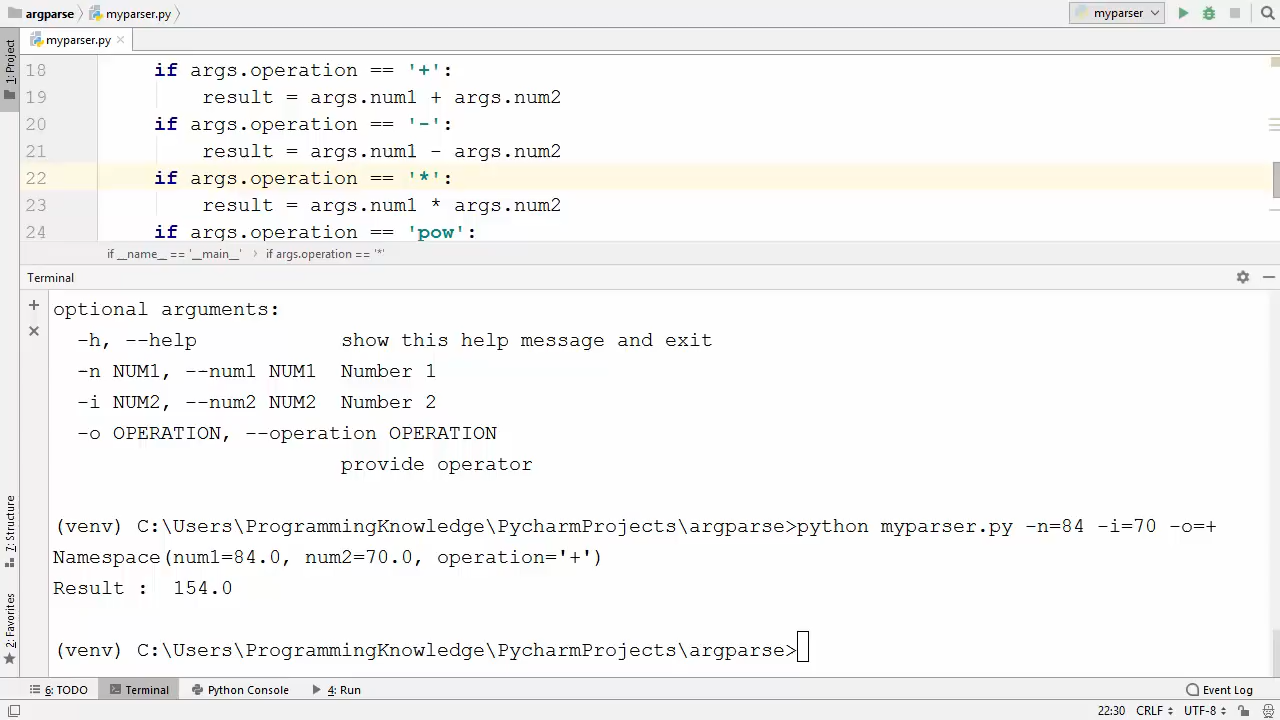 argparse myparser.py myparser
myparser.py
1: Project
18 if args.operation == '+':
19 result = args.num1 + args.num2
20 if args.operation == '-':
21 result = args.num1 - args.num2
22 if args.operation == '*':
23 result = args.num1 * args.num2
24 if args.operation == 'pow':
if __name__ == '__main__' if args.operation == '*'
Terminal
optional arguments:
-h, --help show this help message and exit
-n NUM1, --num1 NUM1 Number 1
-i NUM2, --num2 NUM2 Number 2
-o OPERATION, --operation OPERATION
provide operator
(venv) C:\Users\ProgrammingKnowledge\PycharmProjects\argparse>python myparser.py -n=84 -i=70 -o=+
Namespace(num1=84.0, num2=70.0, operation='+')
Result : 154.0
(venv) C:\Users\ProgrammingKnowledge\PycharmProjects\argparse>
7: Structure
2: Favorites
6: TODO Terminal Python Console 4: Run Event Log
22:30 CRLF UTF-8